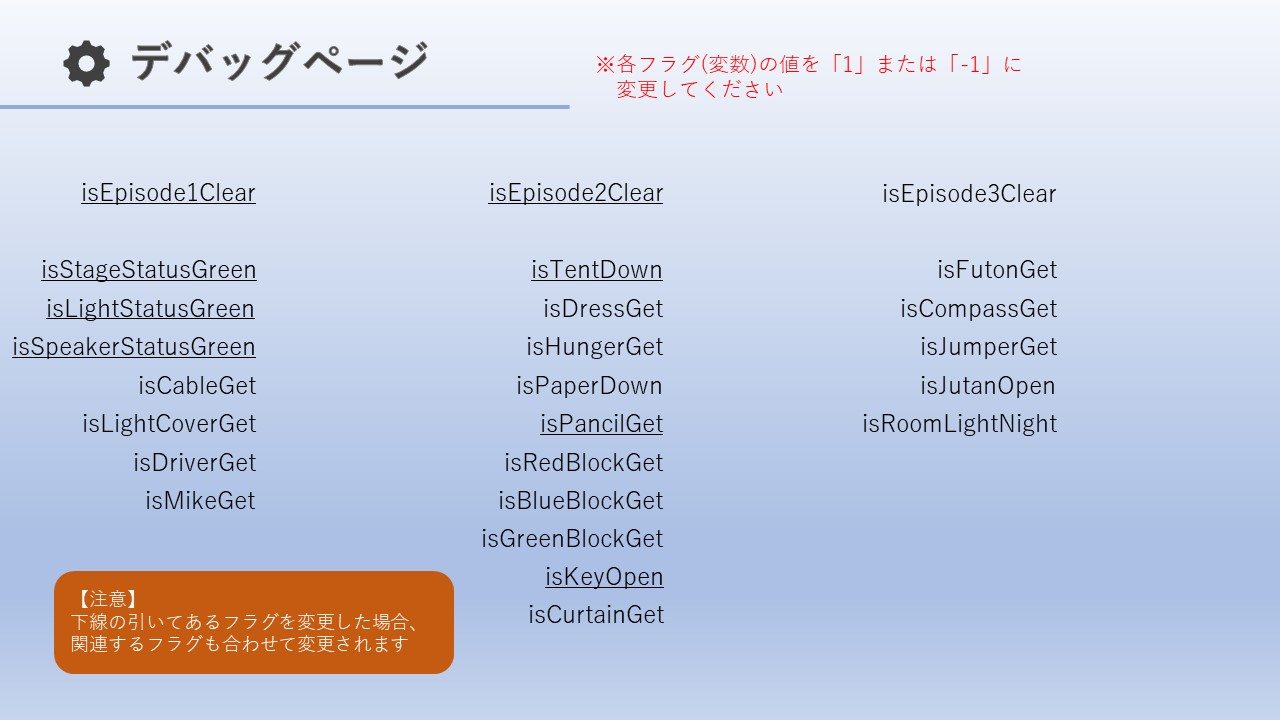 デバッグページ
※各フラグ(変数)の値を「1」または「-1」に
変更してください
isEpisode1Clear
isStageStatusGreen
isLightStatusGreen
isSpeakerStatusGreen
isCableGet
isLightCoverGet
isDriverGet
isMikeGet
isEpisode2Clear
isTentDown
isDressGet
isHungerGet
isPaperDown
isPancilGet
isRedBlockGet
isBlueBlockGet
isGreenBlockGet
isKeyOpen
isCurtainGet
isEpisode3Clear
isFutonGet
isCompassGet
isJumperGet
isJutanOpen
isRoomLightNight
【注意】
下線の引いてあるフラグを変更した場合、
関連するフラグも合わせて変更されます